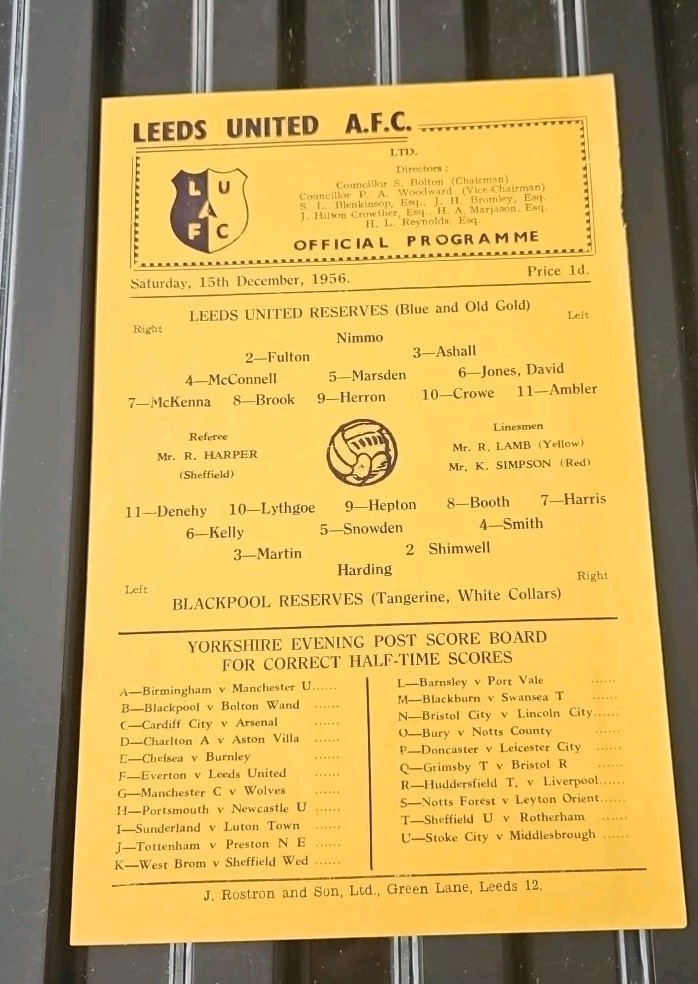 LEEDS UNITED A.F.C.
LTD.
Directors:
Councillor S. Bolton (Chairman)
Councillor P. A. Woodward (Vice-Chairman)
S. L. Blenkinsop, Esq., J. H. Bromley, Esq.
J. Hilton Crowther, Esq., H. A. Marjason, Esq.
H. L. Reynolds, Esq.
L U
A
F C
OFFICIAL PROGRAMME
Saturday, 15th December, 1956. Price 1d.
LEEDS UNITED RESERVES (Blue and Old Gold)
Right Left
Nimmo
2—Fulton 3—Ashall
4—McConnell 5—Marsden 6—Jones, David
7—McKenna 8—Brook 9—Herron 10—Crowe 11—Ambler
Referee
Mr. R. HARPER
(Sheffield)
Linesmen
Mr. R. LAMB (Yellow)
Mr. K. SIMPSON (Red)
11—Denehy 10—Lythgoe 9—Hepton 8—Booth 7—Harris
6—Kelly 5—Snowden 4—Smith
3—Martin 2 Shimwell
Harding
Left Right
BLACKPOOL RESERVES (Tangerine, White Collars)
YORKSHIRE EVENING POST SCORE BOARD
FOR CORRECT HALF-TIME SCORES
A—Birmingham v Manchester U......
B—Blackpool v Bolton Wand ......
C—Cardiff City v Arsenal ......
D—Charlton A v Aston Villa ......
E—Chelsea v Burnley ......
F—Everton v Leeds United ......
G—Manchester C v Wolves ......
H—Portsmouth v Newcastle U ......
I—Sunderland v Luton Town ......
J—Tottenham v Preston N E ......
K—West Brom v Sheffield Wed ......
L—Barnsley v Port Vale ......
M—Blackburn v Swansea T ......
N—Bristol City v Lincoln City......
O—Bury v Notts County ......
P—Doncaster v Leicester City ......
Q—Grimsby T v Bristol R ......
R—Huddersfield T. v Liverpool......
S—Notts Forest v Leyton Orient......
T—Sheffield U v Rotherham ......
U—Stoke City v Middlesbrough ......
J. Rostron and Son, Ltd., Green Lane, Leeds 12.